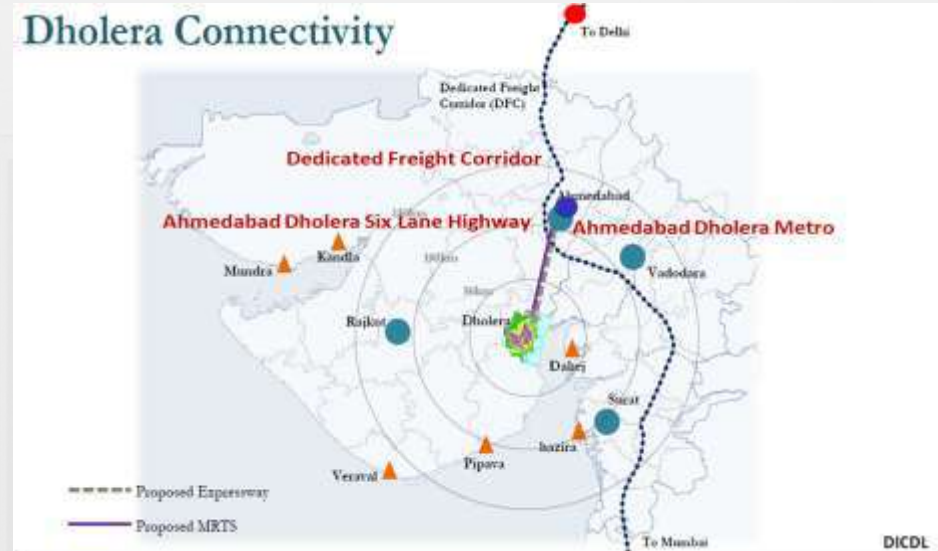 Dholera Connectivity
To Delhi
Dedicated Freight
Corridor (DFC)
Dedicated Freight Corridor
Ahmedabad
Ahmedabad Dholera Six Lane Highway
Ahmedabad Dholera Metro
Kandla
Mundra
Vadodara
Rajkot
Dholera
Dahej
Surat
hazira
Pipava
Veraval
Proposed Expressway
Proposed MRTS
To Mumbai
DICDL